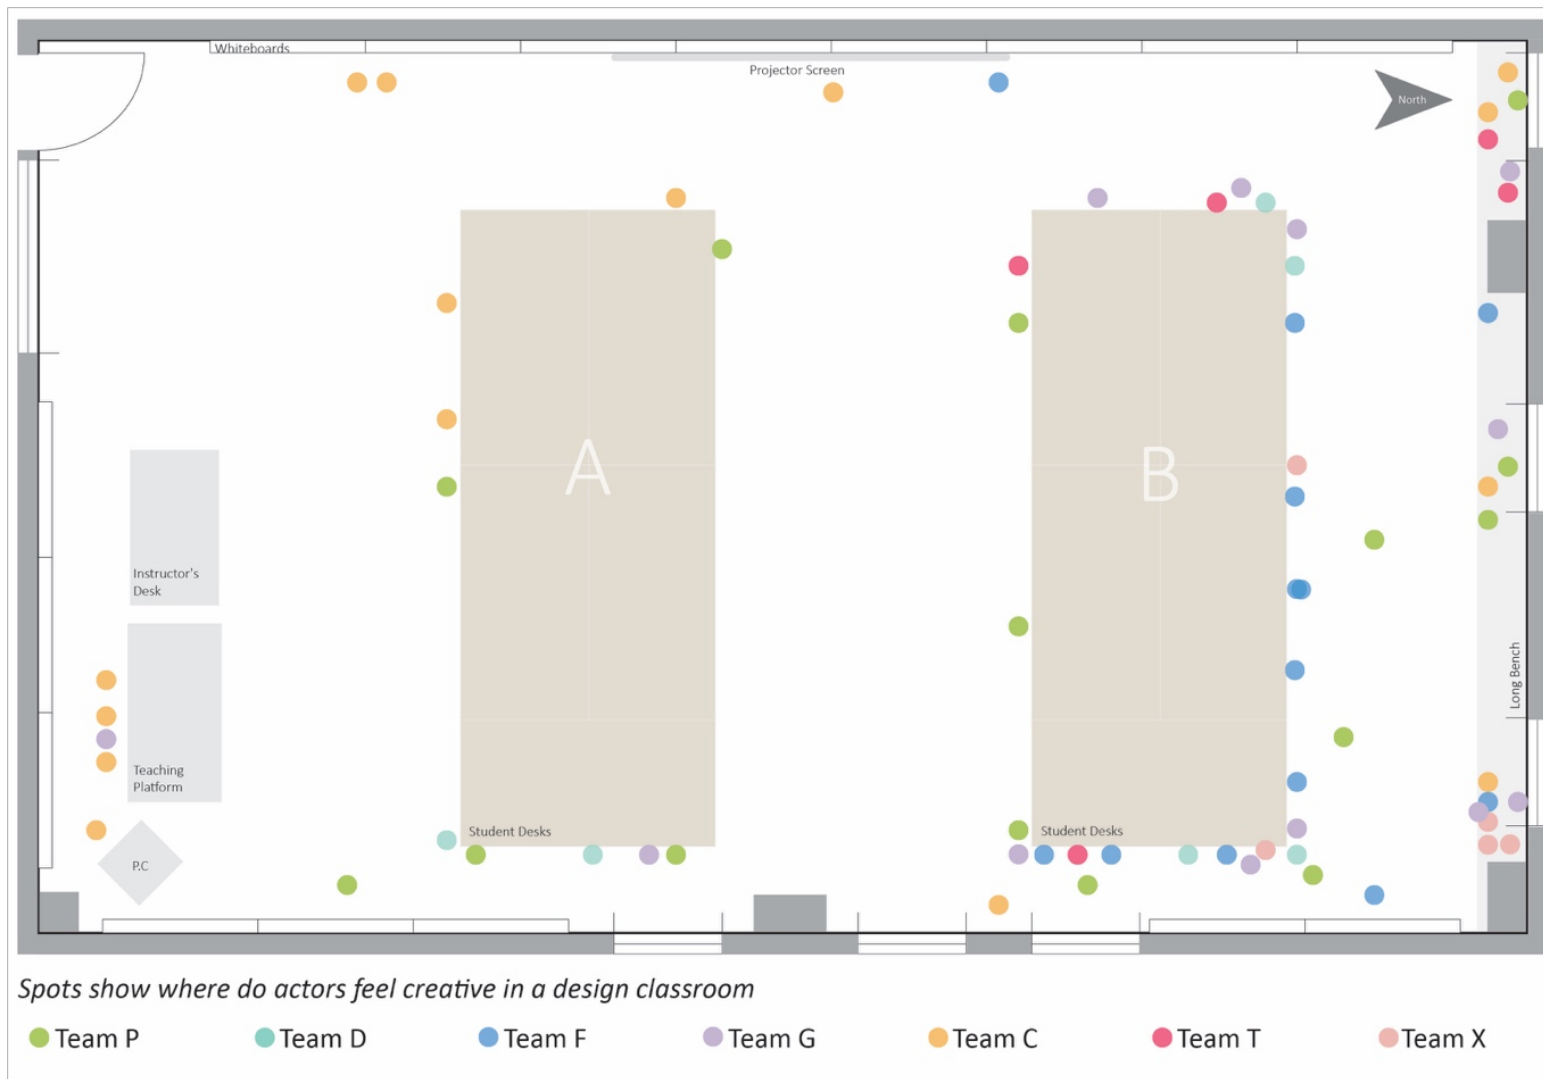 Whiteboards
Projector Screen
North
A
B
Instructor's
Desk
Long Bench
Teaching
Platform
Student Desks
Student Desks
P.C
Spots show where do actors feel creative in a design classroom
Team P
Team D
Team F
Team G
Team C
Team T
Team X